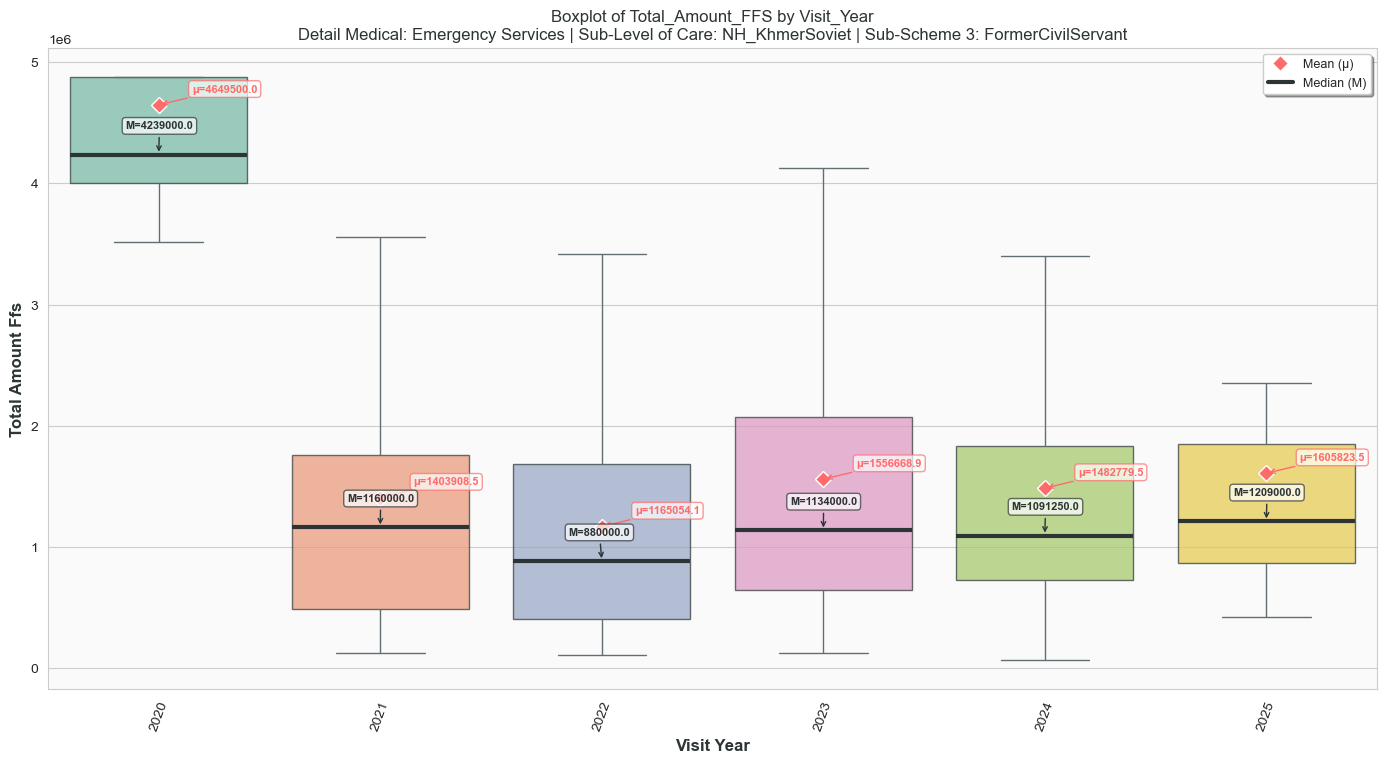 Boxplot of Total_Amount_FFS by Visit_Year
Detail Medical: Emergency Services | Sub-Level of Care: NH_KhmerSoviet | Sub-Scheme 3: FormerCivilServant
1e6
5
4
3
2
1
0
Total Amount Ffs
Mean (μ)
Median (M)
μ=4649500.0
M=4239000.0
μ=1403908.5
M=1160000.0
μ=1165054.1
M=880000.0
μ=1556668.9
M=1134000.0
μ=1482779.5
M=1091250.0
μ=1605823.5
M=1209000.0
2020
2021
2022
2023
2024
2025
Visit Year